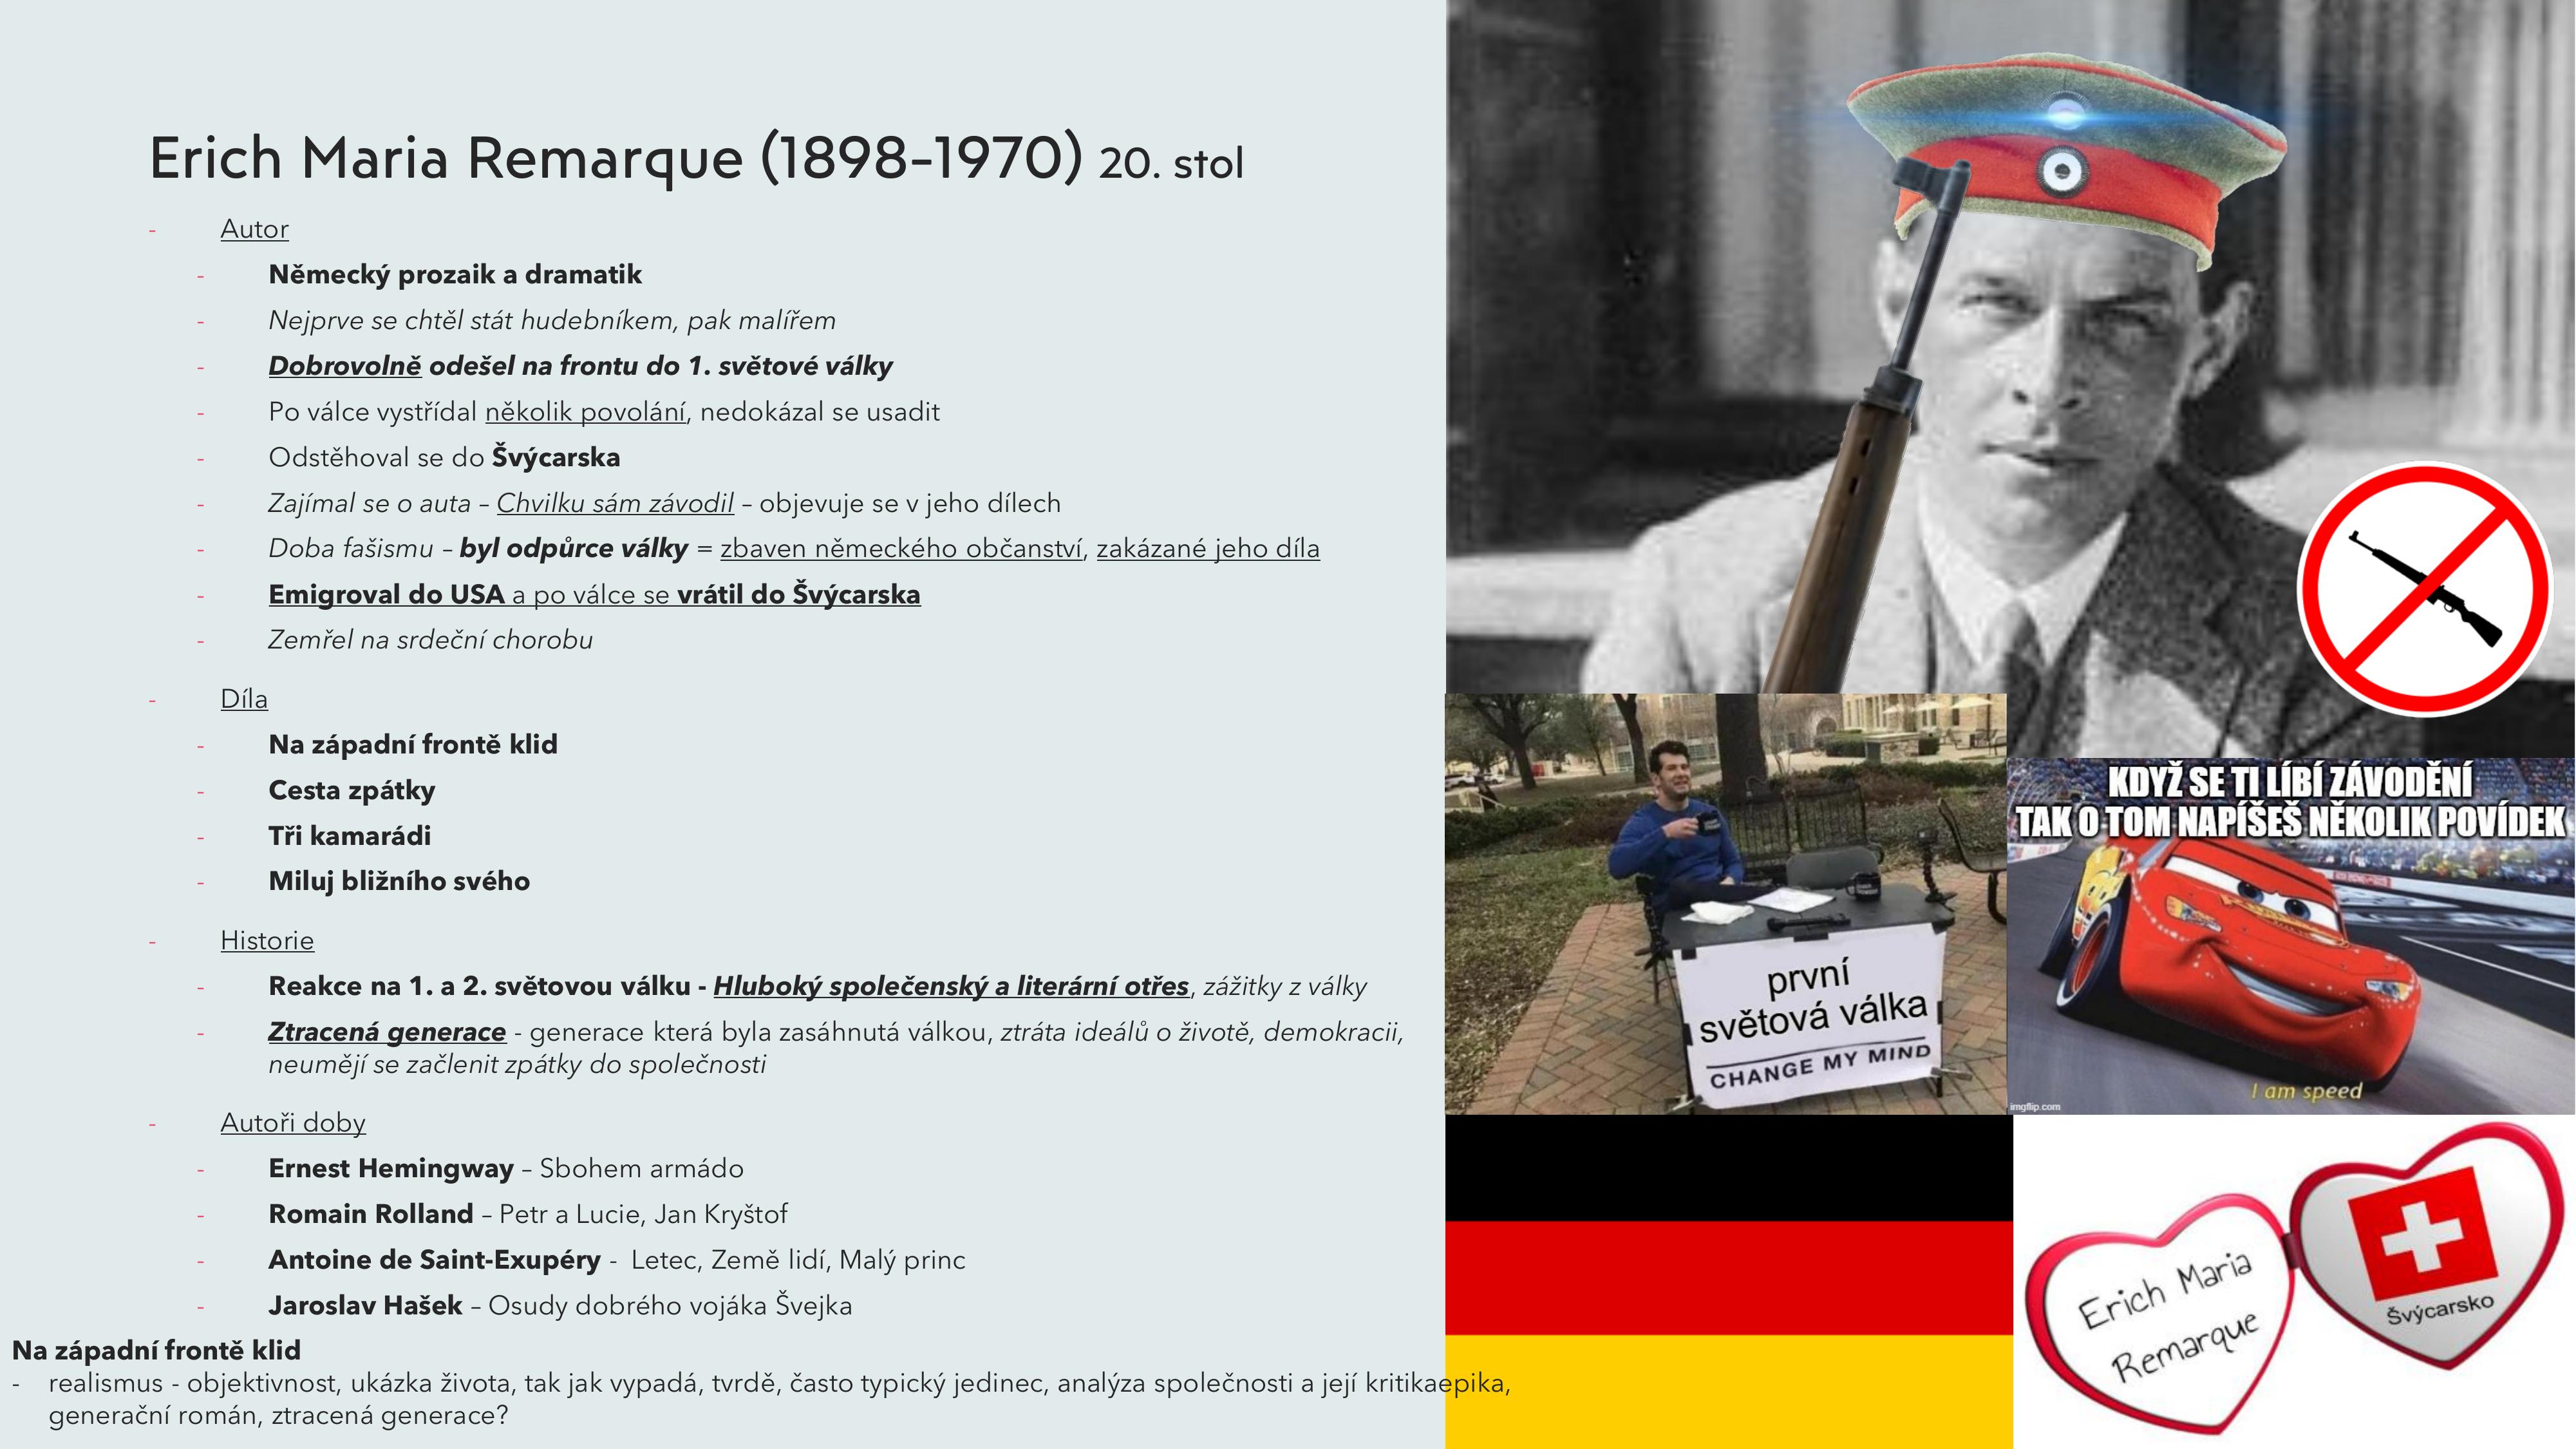 Erich Maria Remarque (1898-1970) 20. stol
- Autor
- Německý prozaik a dramatik
- Nejprve se chtěl stát hudebníkem, pak malířem
- Dobrovolně odešel na frontu do 1. světové války
- Po válce vystřídal několik povolání, nedokázal se usadit
- Odstěhoval se do Švýcarska
- Zajímal se o auta – Chvilku sám závodil – objevuje se v jeho dílech
- Doba fašismu – byl odpůrce války = zbaven německého občanství, zakázané jeho díla
- Emigroval do USA a po válce se vrátil do Švýcarska
- Zemřel na srdeční chorobu
- Díla
- Na západní frontě klid
- Cesta zpátky
- Tři kamarádi
- Miluj bližního svého
- Historie
- Reakce na 1. a 2. světovou válku - Hluboký společenský a literární otřes, zážitky z války
- Ztracená generace - generace která byla zasáhnutá válkou, ztráta ideálů o životě, demokracii,
neumějí se začlenit zpátky do společnosti
- Autoři doby
- Ernest Hemingway – Sbohem armádo
- Romain Rolland – Petr a Lucie, Jan Kryštof
- Antoine de Saint-Exupéry - Letec, Země lidí, Malý princ
- Jaroslav Hašek – Osudy dobrého vojáka Švejka
Na západní frontě klid
- realismus - objektivnost, ukázka života, tak jak vypadá, tvrdě, často typický jedinec, analýza společnosti a její kritikaepika,
generační román, ztracená generace?
první
světová válka
CHANGE MY MIND
KDYŽ SE TI LÍBÍ ZÁVODĚNÍ
TAK O TOM NAPÍŠEŠ NĚKOLIK POVÍDEK
I am speed
imgflip.com
Erich Maria
Remarque
Švýcarsko